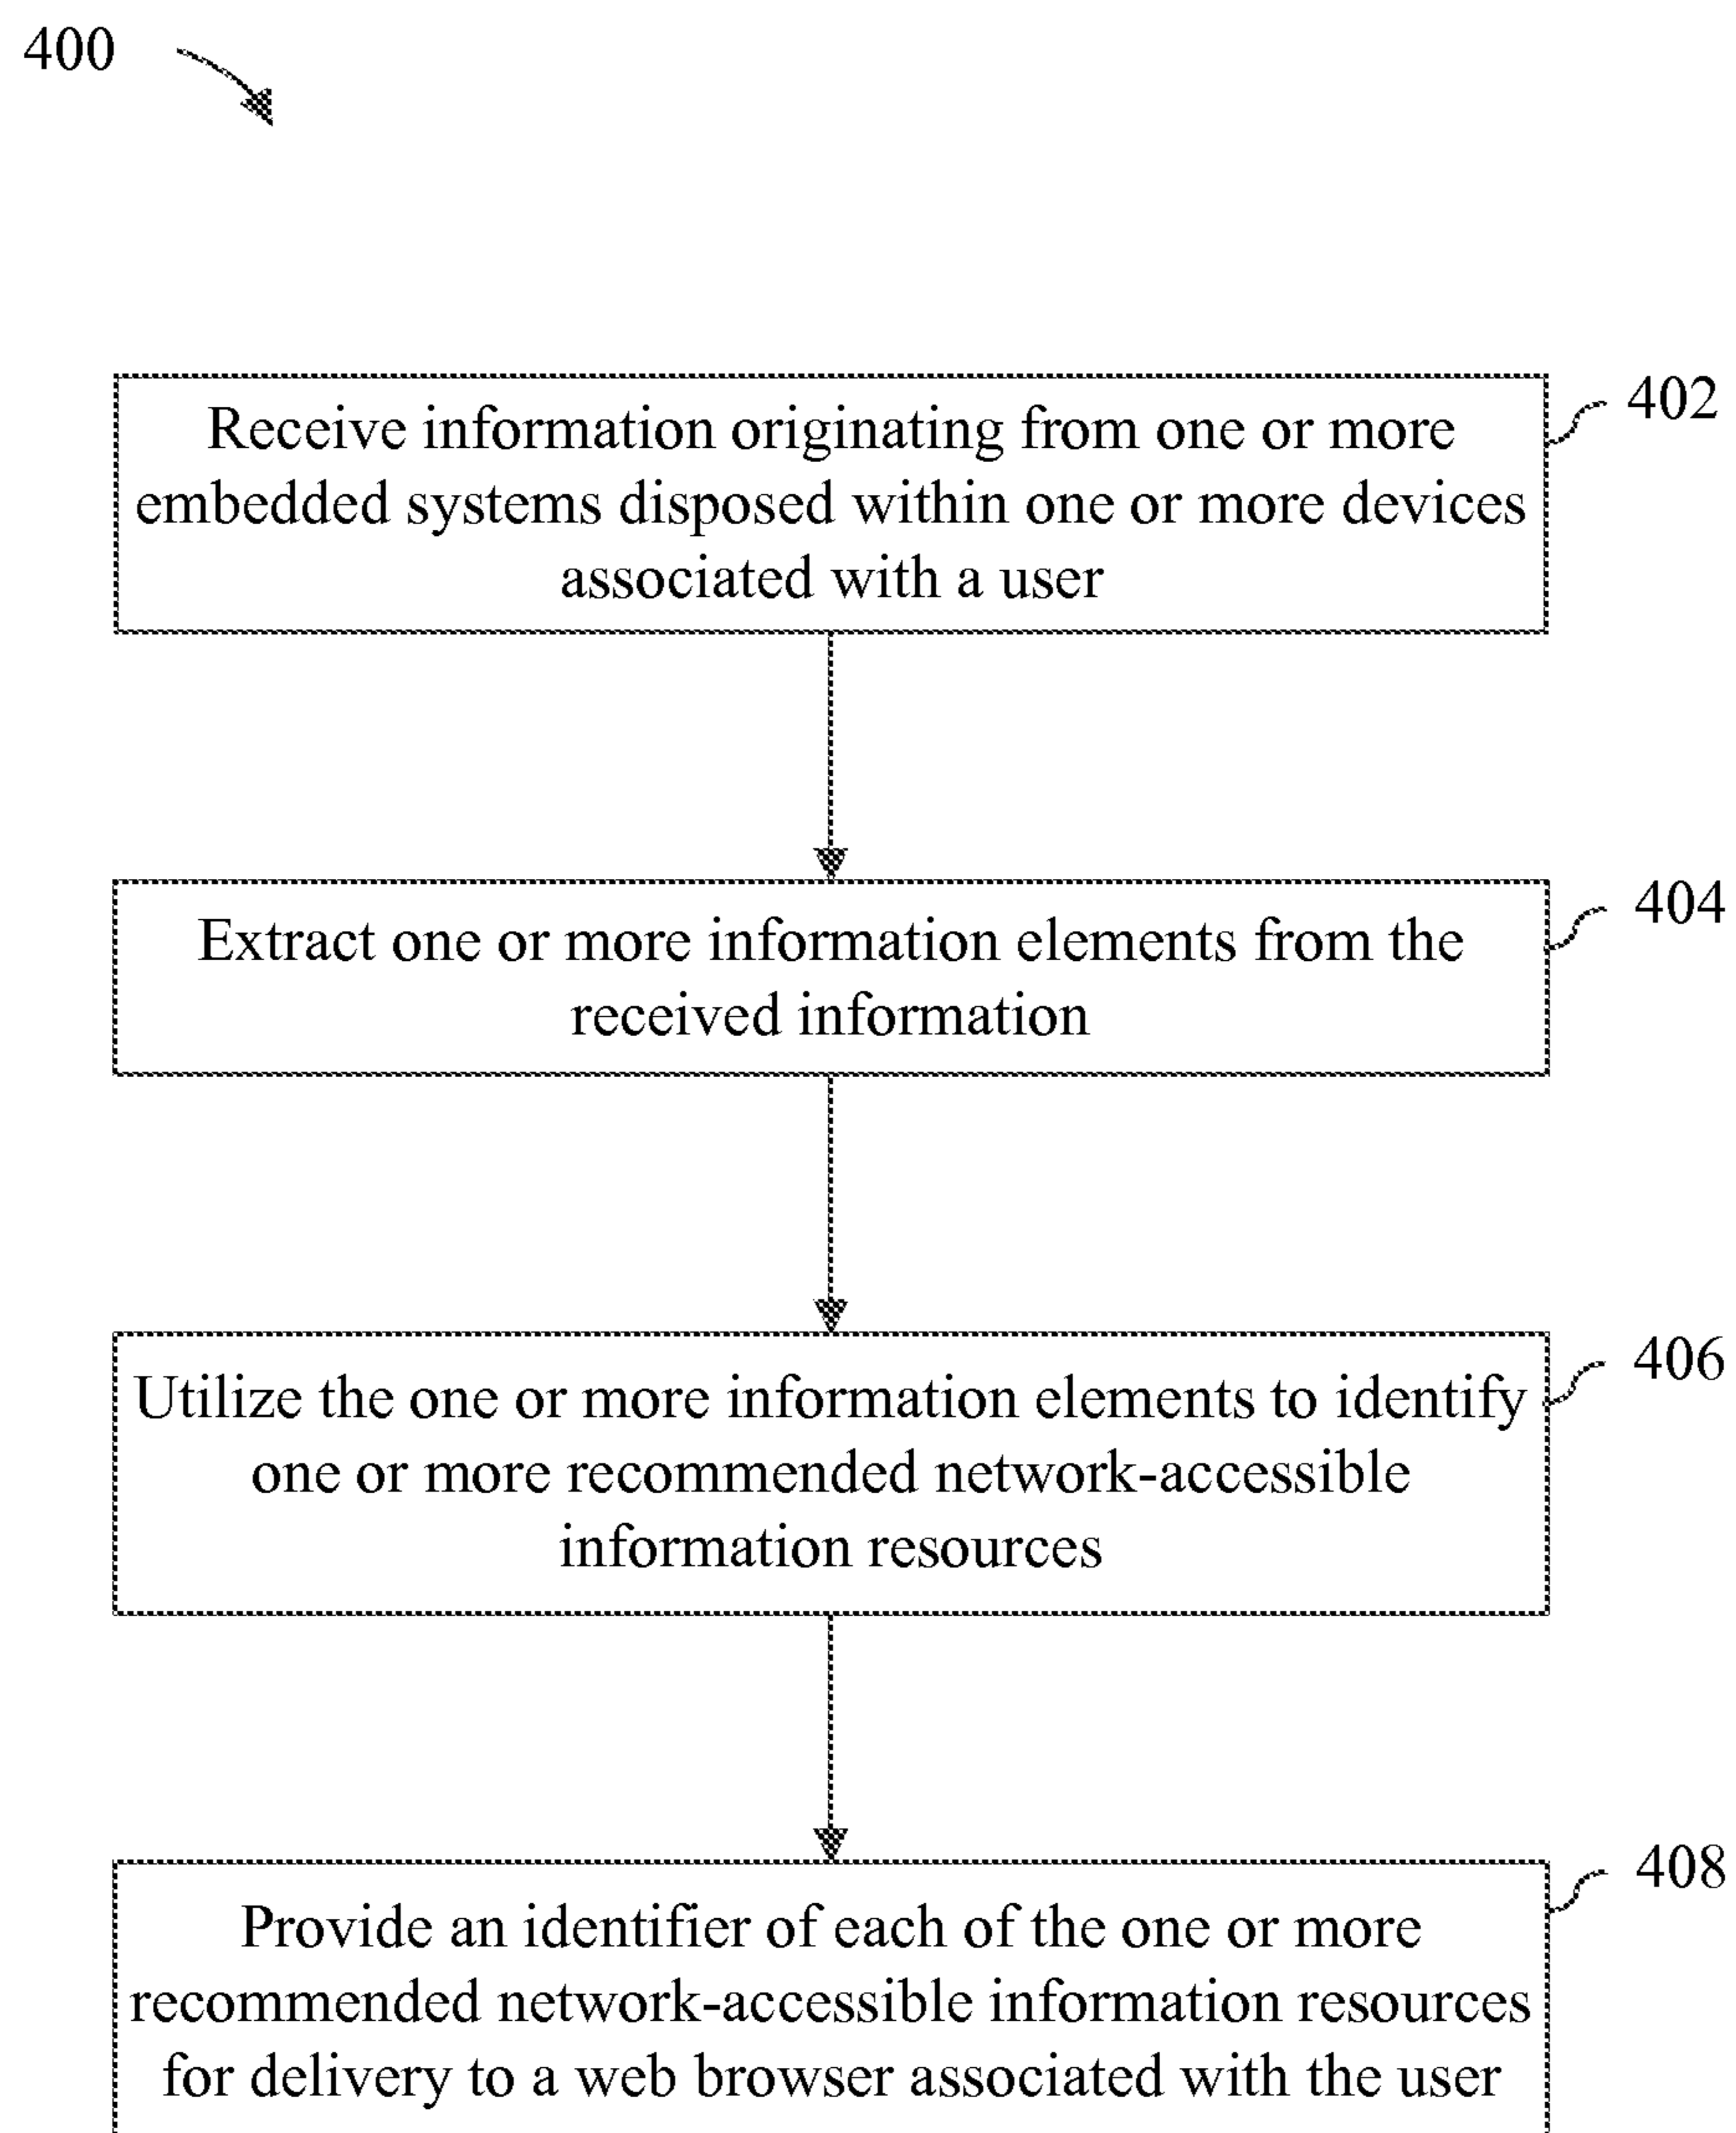 400
Receive information originating from one or more
embedded systems disposed within one or more devices
associated with a user
402
Extract one or more information elements from the
received information
404
Utilize the one or more information elements to identify
one or more recommended network-accessible
information resources
406
Provide an identifier of each of the one or more
recommended network-accessible information resources
for delivery to a web browser associated with the user
408